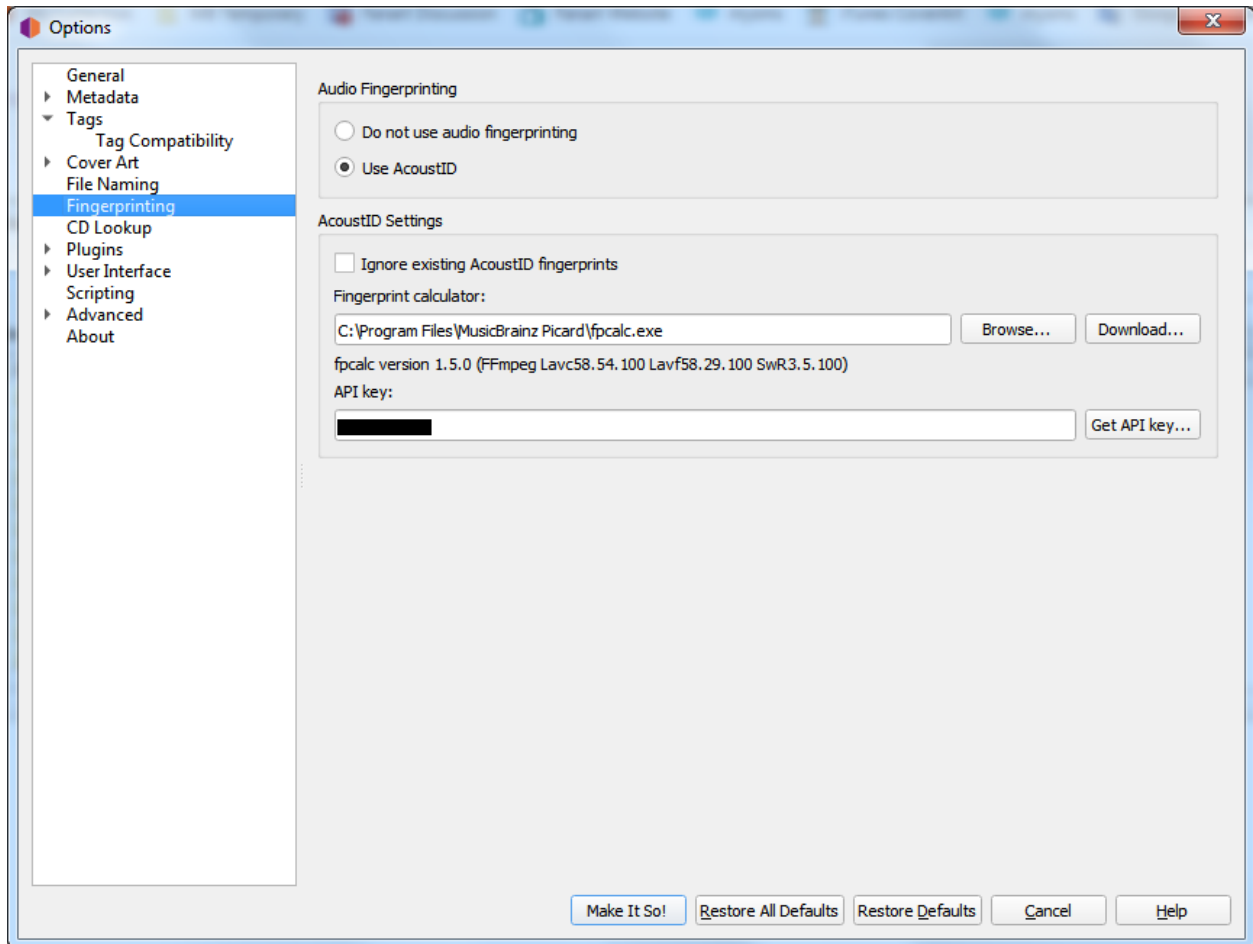 Options
General
Metadata
Tags
Tag Compatibility
Cover Art
File Naming
Fingerprinting
CD Lookup
Plugins
User Interface
Scripting
Advanced
About
Audio Fingerprinting
Do not use audio fingerprinting
Use AcoustID
AcoustID Settings
Ignore existing AcoustID fingerprints
Fingerprint calculator:
C:\Program Files\MusicBrainz Picard\fpcalc.exe Browse... Download...
fpcalc version 1.5.0 (FFmpeg Lavc58.54.100 Lavf58.29.100 SwR3.5.100)
API key:
Get API key...
Make It So! Restore All Defaults Restore Defaults Cancel Help